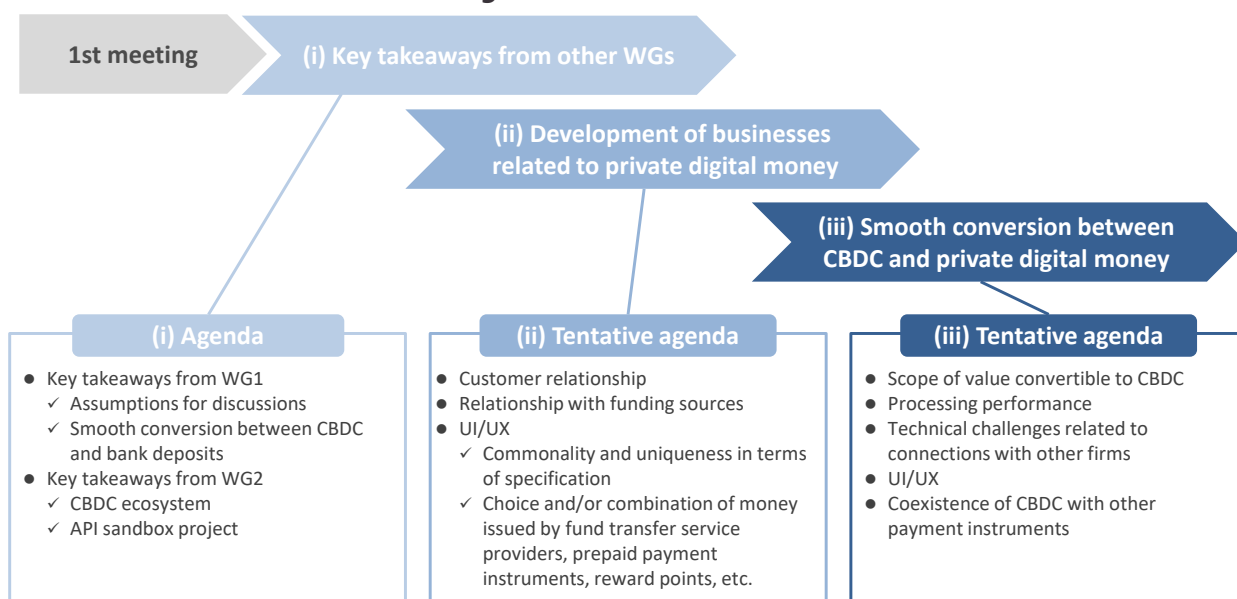 1st meeting
(i) Key takeaways from other WGs
(ii) Development of businesses
related to private digital money
(iii) Smooth conversion between
CBDC and private digital money
(i) Agenda
● Key takeaways from WG1
✓ Assumptions for discussions
✓ Smooth conversion between CBDC
and bank deposits
● Key takeaways from WG2
✓ CBDC ecosystem
✓ API sandbox project
(ii) Tentative agenda
● Customer relationship
● Relationship with funding sources
● UI/UX
✓ Commonality and uniqueness in terms
of specification
✓ Choice and/or combination of money
issued by fund transfer service
providers, prepaid payment
instruments, reward points, etc.
(iii) Tentative agenda
● Scope of value convertible to CBDC
● Processing performance
● Technical challenges related to
connections with other firms
● UI/UX
● Coexistence of CBDC with other
payment instruments